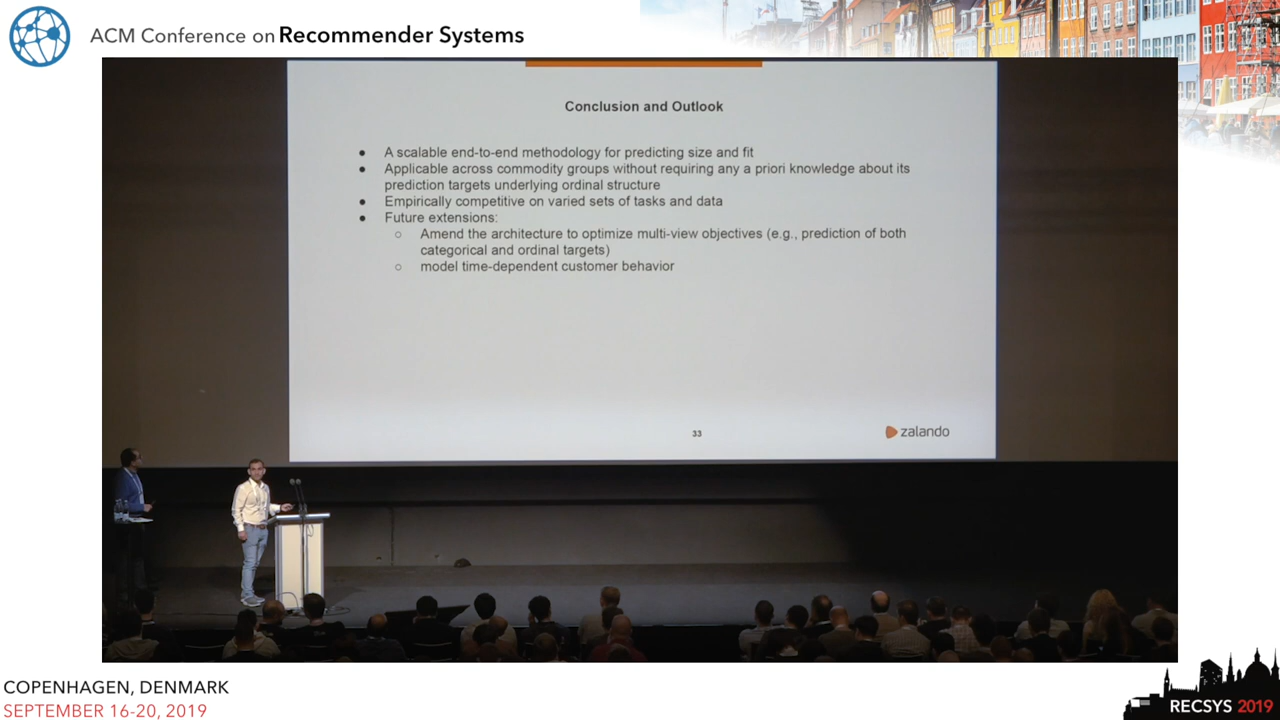 ACM Conference on Recommender Systems
Conclusion and Outlook
● A scalable end-to-end methodology for predicting size and fit
● Applicable across commodity groups without requiring any a priori knowledge about its
prediction targets underlying ordinal structure
● Empirically competitive on varied sets of tasks and data
● Future extensions:
○ Amend the architecture to optimize multi-view objectives (e.g., prediction of both
categorical and ordinal targets)
○ model time-dependent customer behavior
33
zalando
COPENHAGEN, DENMARK
SEPTEMBER 16-20, 2019
RECSYS 2019